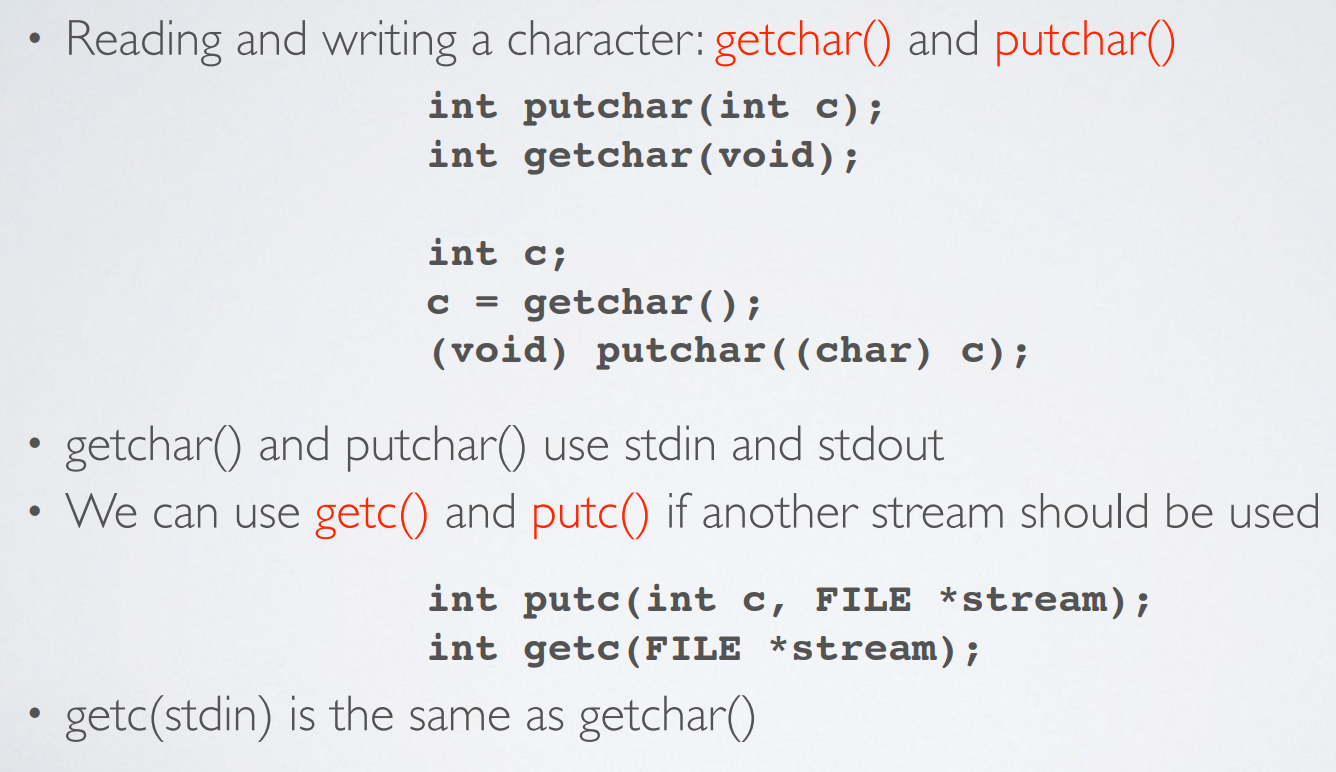 • Reading and writing a character: getchar() and putchar()
int putchar(int c);
int getchar(void);
int c;
c = getchar();
(void) putchar((char) c);
• getchar() and putchar() use stdin and stdout
• We can use getc() and putc() if another stream should be used
int putc(int c, FILE *stream);
int getc(FILE *stream);
• getc(stdin) is the same as getchar()